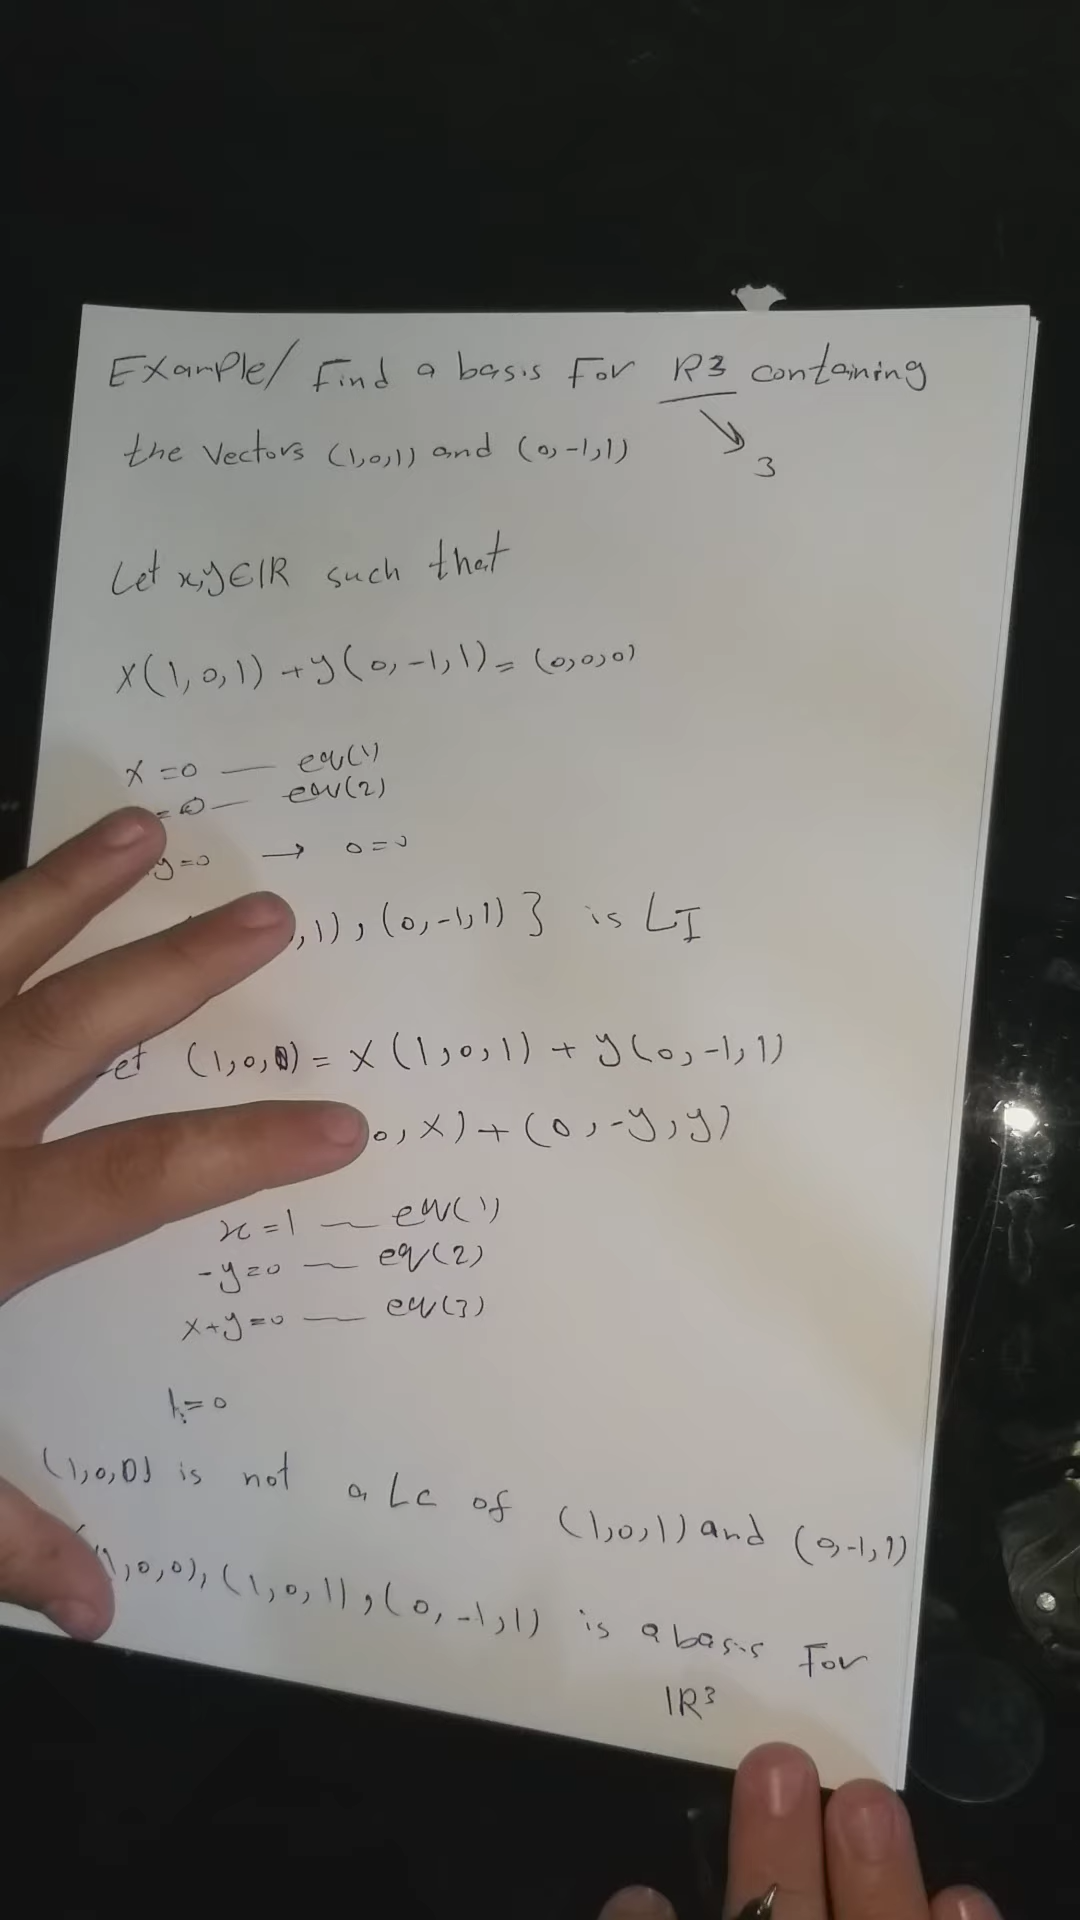 Example/ Find a basis For R3 containing
the Vectors (1,0,1) and (0,-1,1)
3
Let x,y∈IR such that
x(1,0,1) + y(0,-1,1) = (0,0,0)
x =0 — eq(1)
=0 — eq(2)
y=0 → 0=0
,1), (0,-1,1) } is LI
et (1,0,0) = x (1,0,1) + y(0,-1,1)
0, x) + (0, -y, y)
x =1 — eq(1)
-y=0 — eq(2)
x+y=0 — eq(3)
1=0
(1,0,0) is not a Lc of (1,0,1) and (0,-1,1)
1,0,0), (1,0,1), (0,-1,1) is a basis For
IR³